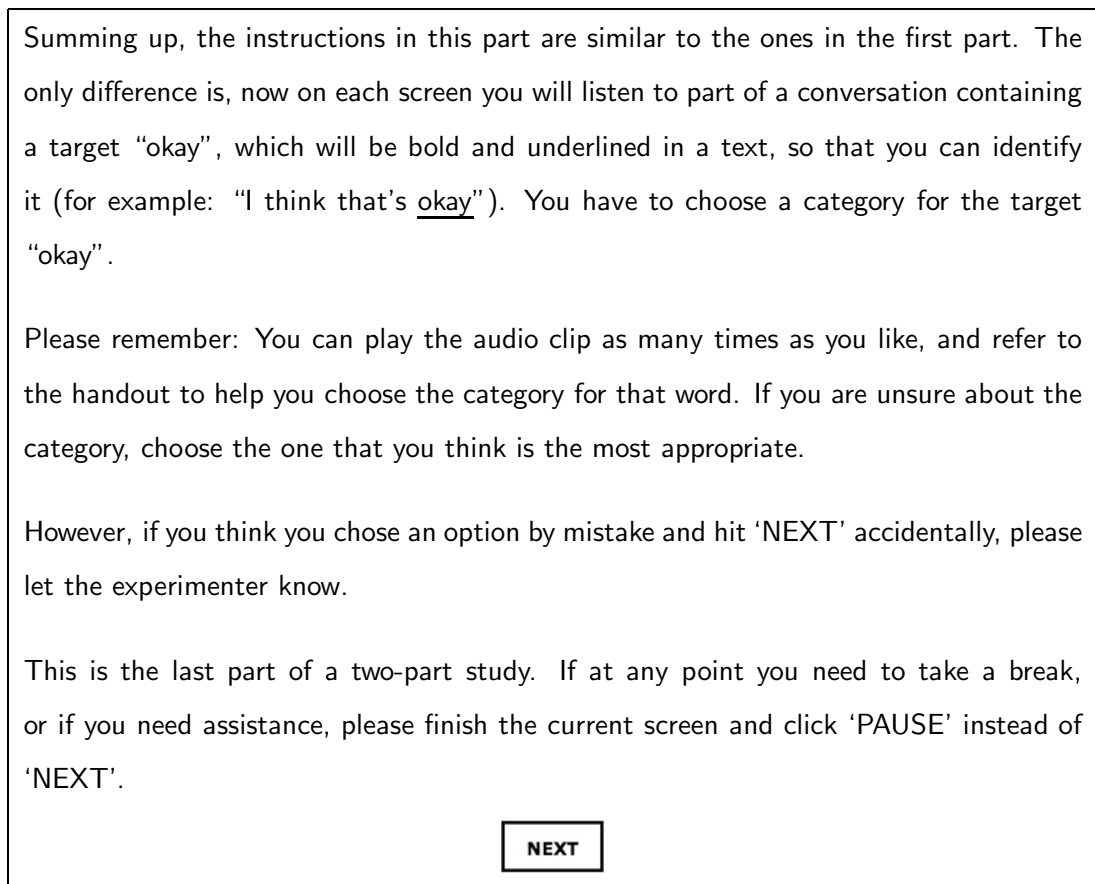 Summing up, the instructions in this part are similar to the ones in the first part. The
only difference is, now on each screen you will listen to part of a conversation containing
a target “okay”, which will be bold and underlined in a text, so that you can identify
it (for example: “I think that’s okay”). You have to choose a category for the target
“okay”.
Please remember: You can play the audio clip as many times as you like, and refer to
the handout to help you choose the category for that word. If you are unsure about the
category, choose the one that you think is the most appropriate.
However, if you think you chose an option by mistake and hit ‘NEXT’ accidentally, please
let the experimenter know.
This is the last part of a two-part study. If at any point you need to take a break,
or if you need assistance, please finish the current screen and click ‘PAUSE’ instead of
‘NEXT’.
NEXT